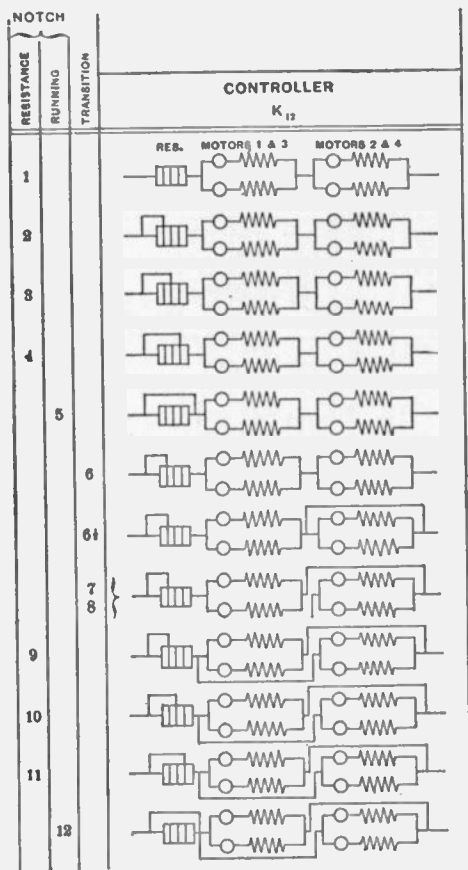 NOTCH
RESISTANCE
RUNNING
TRANSITION
CONTROLLER
K12
RES. MOTORS 1 & 3 MOTORS 2 & 4
1
2
3
4
5
6
6½
7
8
9
10
11
12